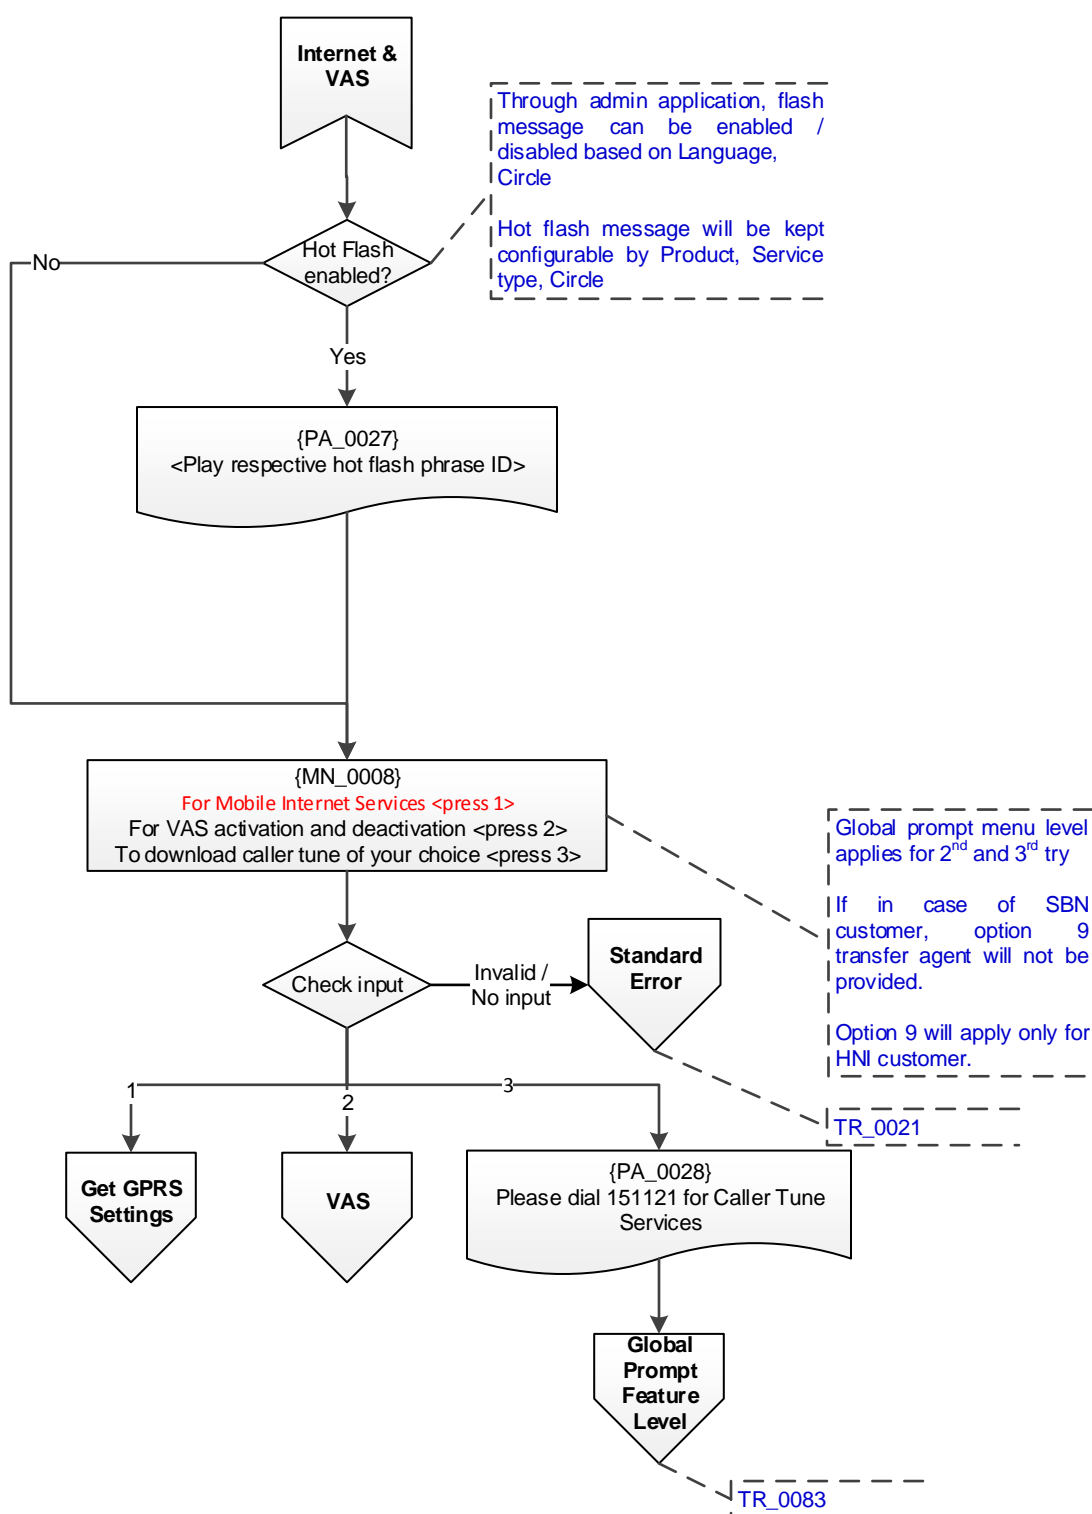 Internet &
VAS
Through admin application, flash
message can be enabled /
disabled based on Language,
Circle
Hot flash message will be kept
configurable by Product, Service
type, Circle
Hot Flash
enabled?
No
Yes
{PA_0027}
<Play respective hot flash phrase ID>
{MN_0008}
For Mobile Internet Services <press 1>
For VAS activation and deactivation <press 2>
To download caller tune of your choice <press 3>
Global prompt menu level
applies for 2nd and 3rd try
If in case of SBN
customer, option 9
transfer agent will not be
provided.
Option 9 will apply only for
HNI customer.
Check input
Invalid /
No input
Standard
Error
TR_0021
1
2
3
Get GPRS
Settings
VAS
{PA_0028}
Please dial 151121 for Caller Tune
Services
Global
Prompt
Feature
Level
TR_0083